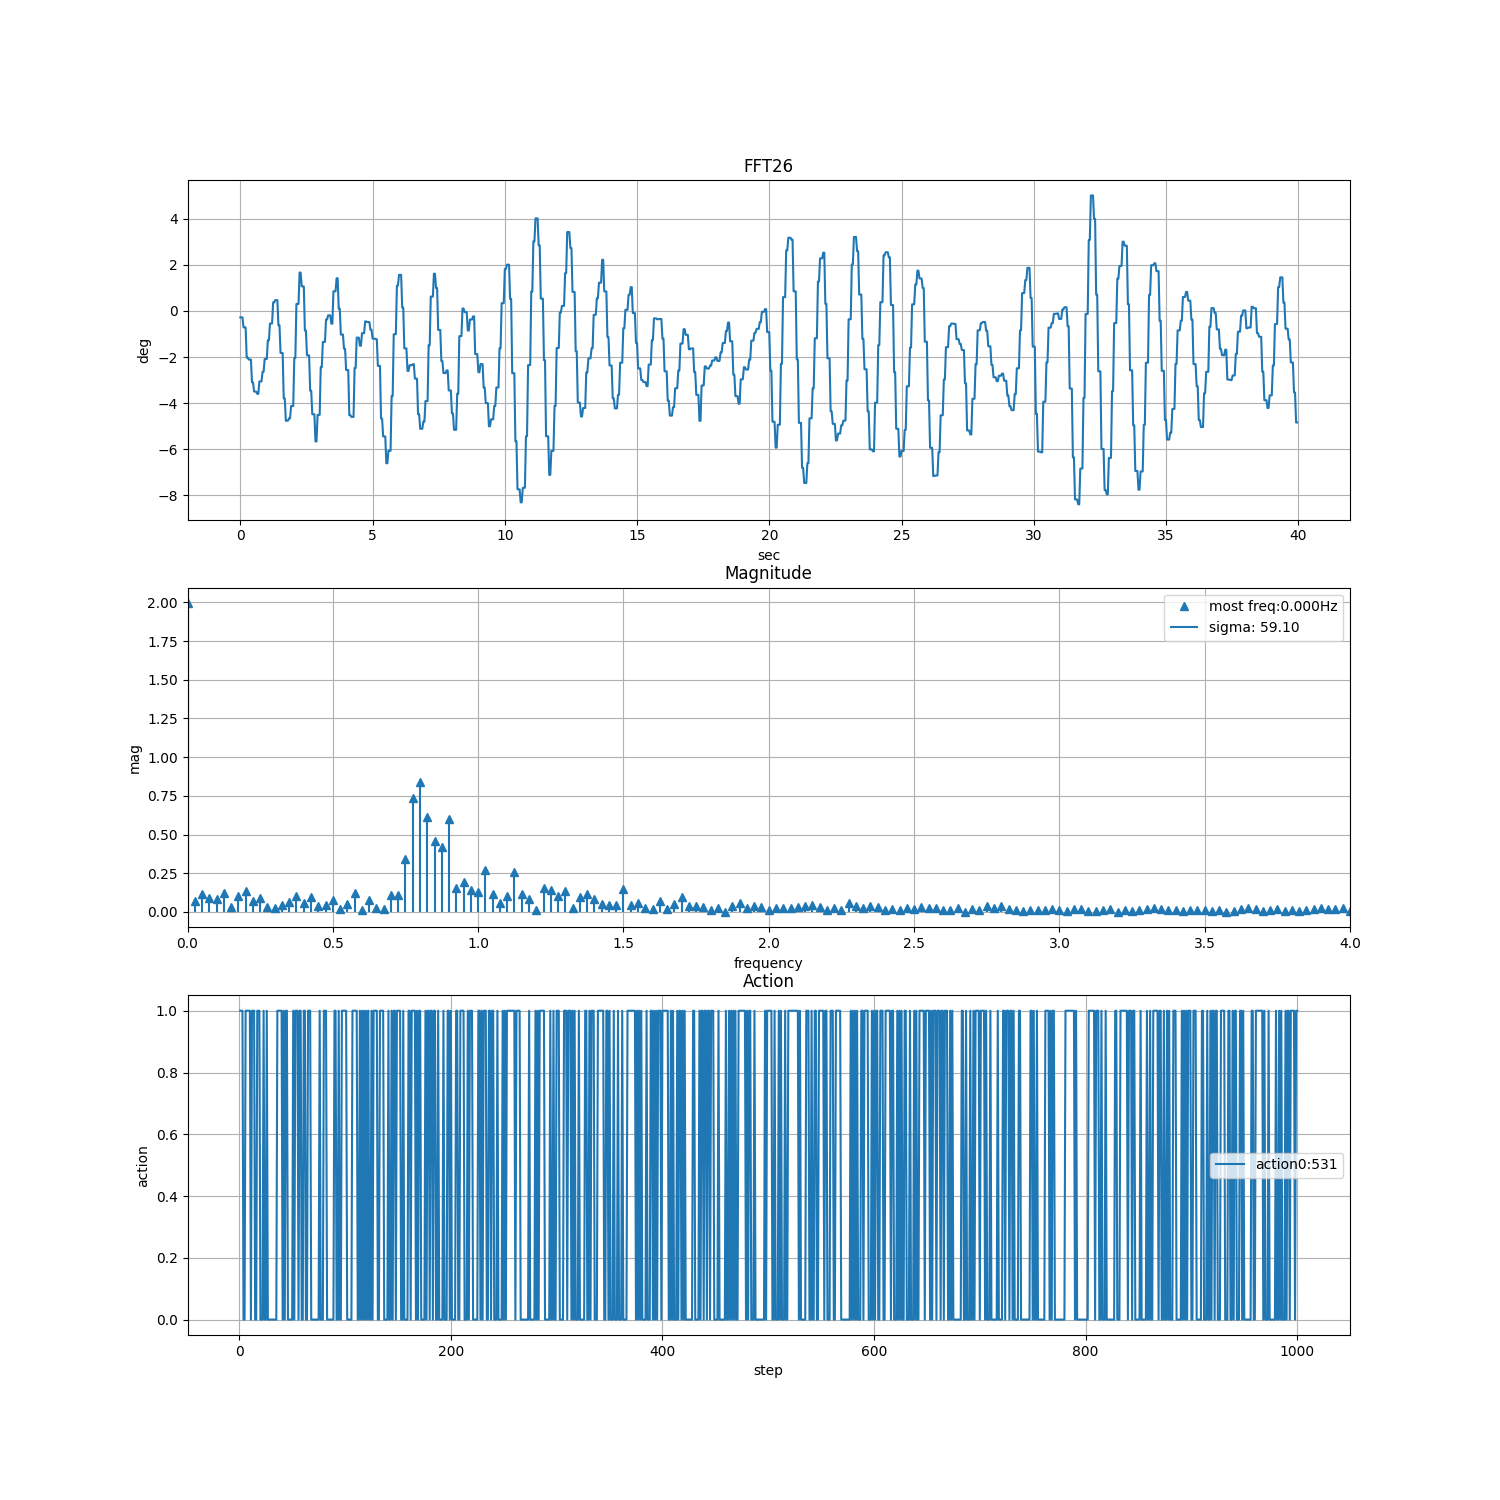 FFT26
4
2
0
−2
−4
−6
−8
deg
0 5 10 15 20 25 30 35 40
sec
Magnitude
2.00
1.75
1.50
1.25
1.00
0.75
0.50
0.25
0.00
mag
most freq:0.000Hz
sigma: 59.10
0.0 0.5 1.0 1.5 2.0 2.5 3.0 3.5 4.0
frequency
Action
1.0
0.8
0.6
0.4
0.2
0.0
action
action0:531
0 200 400 600 800 1000
step